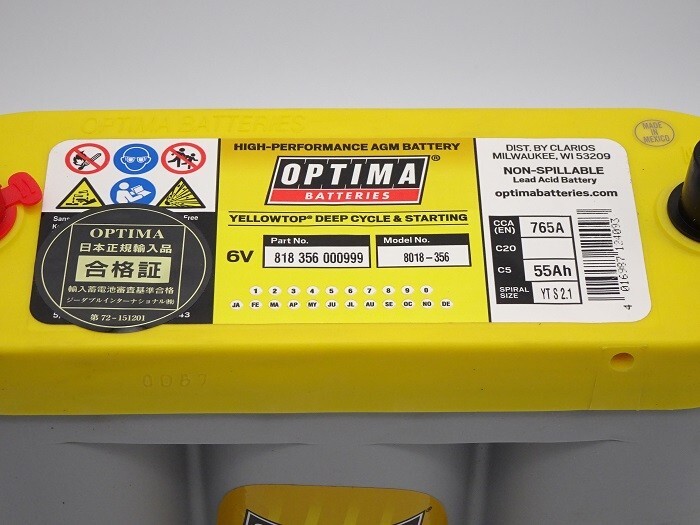 OPTIMA BATTERIES
MADE IN MEXICO
HIGH-PERFORMANCE AGM BATTERY
OPTIMA®
BATTERIES
YELLOWTOP® DEEP CYCLE & STARTING
6V
Part No.
818 356 000999
Model No.
8018-356
1 2 3 4 5 6 7 8 9 0
JA FE MA AP MY JU JL AU SE OC NO DE
DIST. BY CLARIOS
MILWAUKEE, WI 53209
NON-SPILLABLE
Lead Acid Battery
optimabatteries.com
CCA (EN) 765A
C20
C5 55Ah
SPIRAL SIZE YT S 2.1
4 016987 124093
OPTIMA
日本正規輸入品
合格証
輸入蓄電池審査基準合格
ジーダブルインターナショナル㈱
第 72-151201